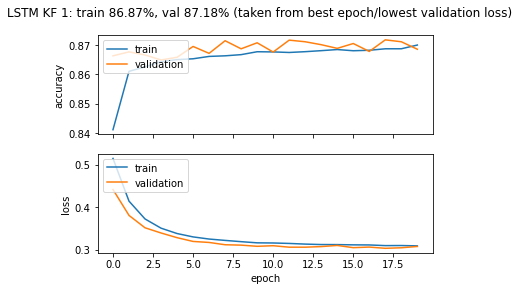 LSTM KF 1: train 86.87%, val 87.18% (taken from best epoch/lowest validation loss)
0.87
0.86
0.85
0.84
accuracy
train
validation
0.5
0.4
0.3
loss
train
validation
0.0 2.5 5.0 7.5 10.0 12.5 15.0 17.5
epoch